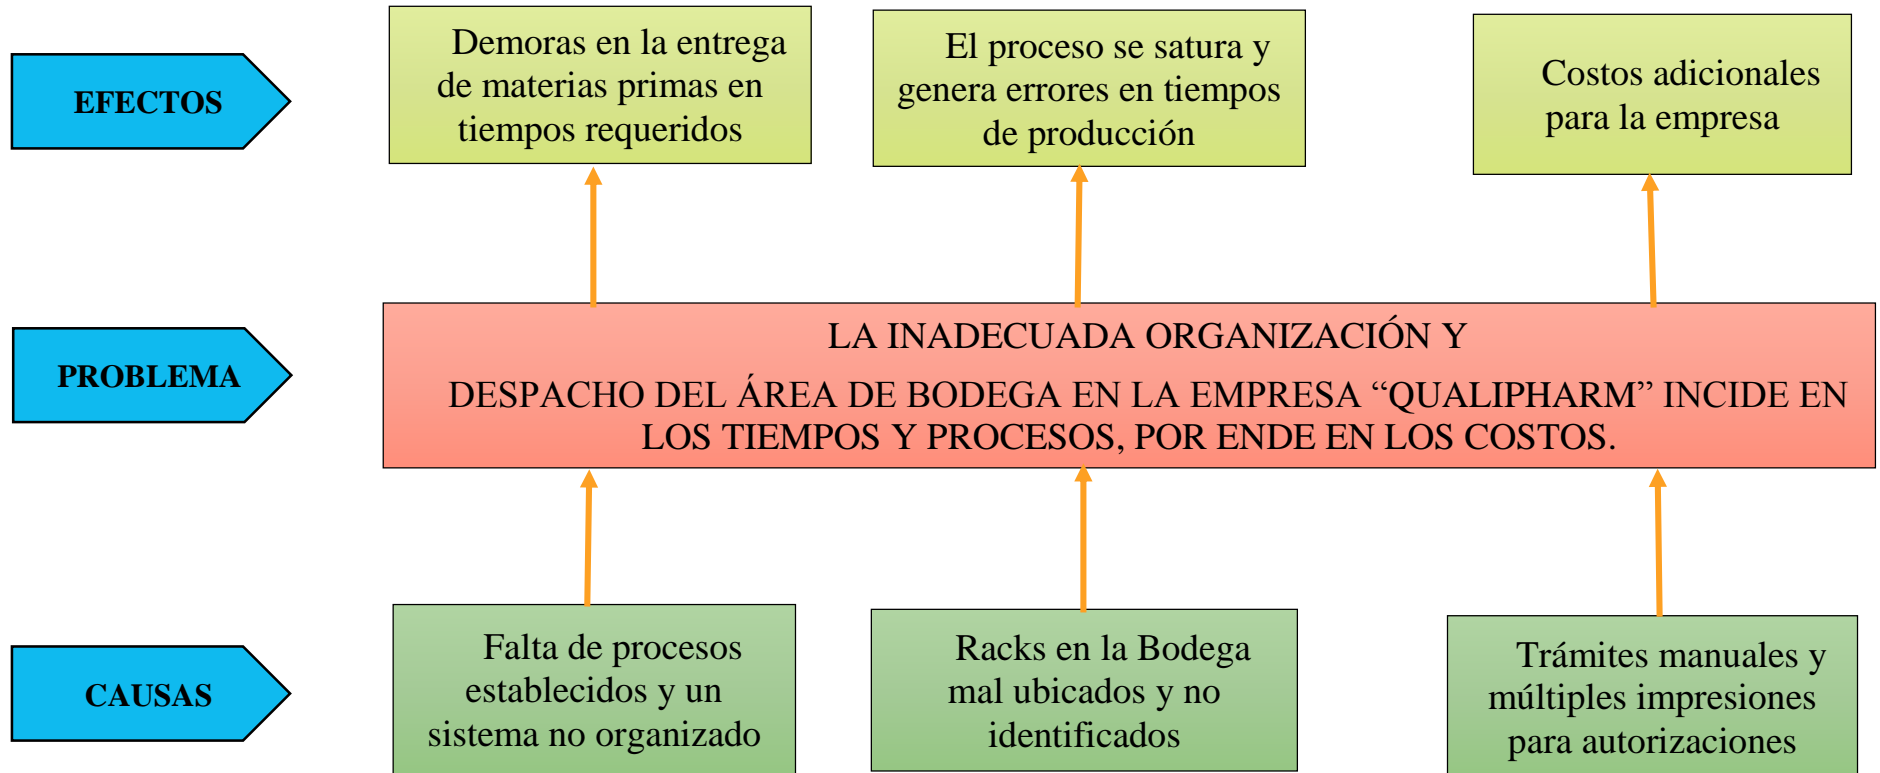 EFECTOS
Demoras en la entrega
de materias primas en
tiempos requeridos
El proceso se satura y
genera errores en tiempos
de producción
Costos adicionales
para la empresa
PROBLEMA
LA INADECUADA ORGANIZACIÓN Y
DESPACHO DEL ÁREA DE BODEGA EN LA EMPRESA “QUALIPHARM” INCIDE EN
LOS TIEMPOS Y PROCESOS, POR ENDE EN LOS COSTOS.
CAUSAS
Falta de procesos
establecidos y un
sistema no organizado
Racks en la Bodega
mal ubicados y no
identificados
Trámites manuales y
múltiples impresiones
para autorizaciones